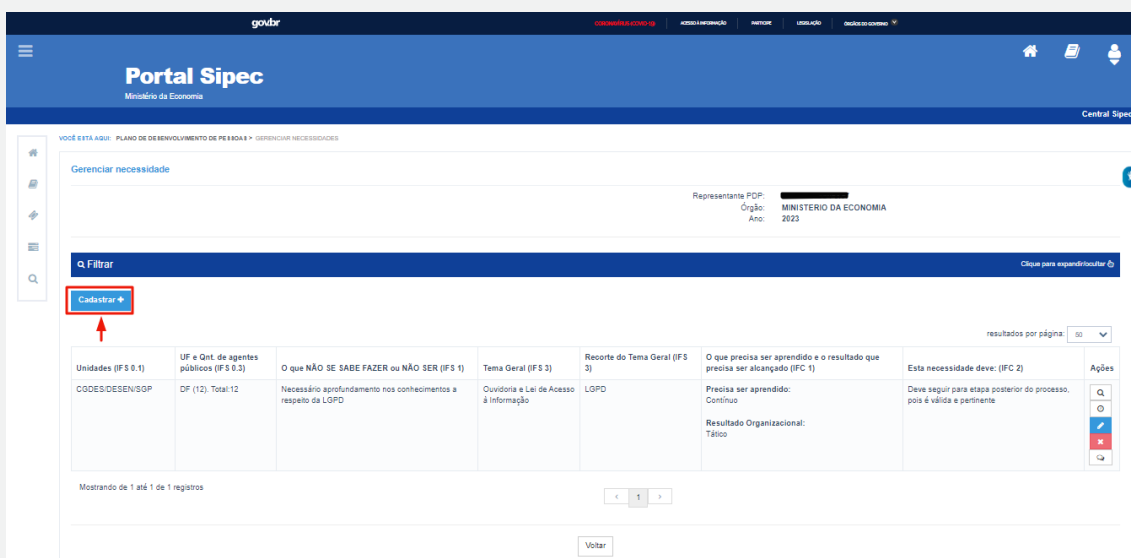 gov.br
CORONAVÍRUS (COVID-19)
ACESSO À INFORMAÇÃO
PARTICIPE
LEGISLAÇÃO
ÓRGÃOS DO GOVERNO
Portal Sipec
Ministério da Economia
Central Sipec
VOCÊ ESTÁ AQUI: PLANO DE DESENVOLVIMENTO DE PESSOAS > GERENCIAR NECESSIDADES
Gerenciar necessidade
Representante PDP:
Órgão: MINISTERIO DA ECONOMIA
Ano: 2023
Filtrar
Clique para expandir/ocultar
Cadastrar +
resultados por página: 50
Unidades (IFS 0.1)
UF e Qnt. de agentes
públicos (IFS 0.3)
O que NÃO SE SABE FAZER ou NÃO SER (IFS 1)
Tema Geral (IFS 3)
Recorte do Tema Geral (IFS
3)
O que precisa ser aprendido e o resultado que
precisa ser alcançado (IFC 1)
Esta necessidade deve: (IFC 2)
Ações
CGDES/DESEN/SGP
DF (12). Total:12
Necessário aprofundamento nos conhecimentos a
respeito da LGPD
Ouvidoria e Lei de Acesso
à Informação
LGPD
Precisa ser aprendido:
Contínuo
Resultado Organizacional:
Tático
Deve seguir para etapa posterior do processo,
pois é válida e pertinente
Mostrando de 1 até 1 de 1 registros
< 1 >
Voltar